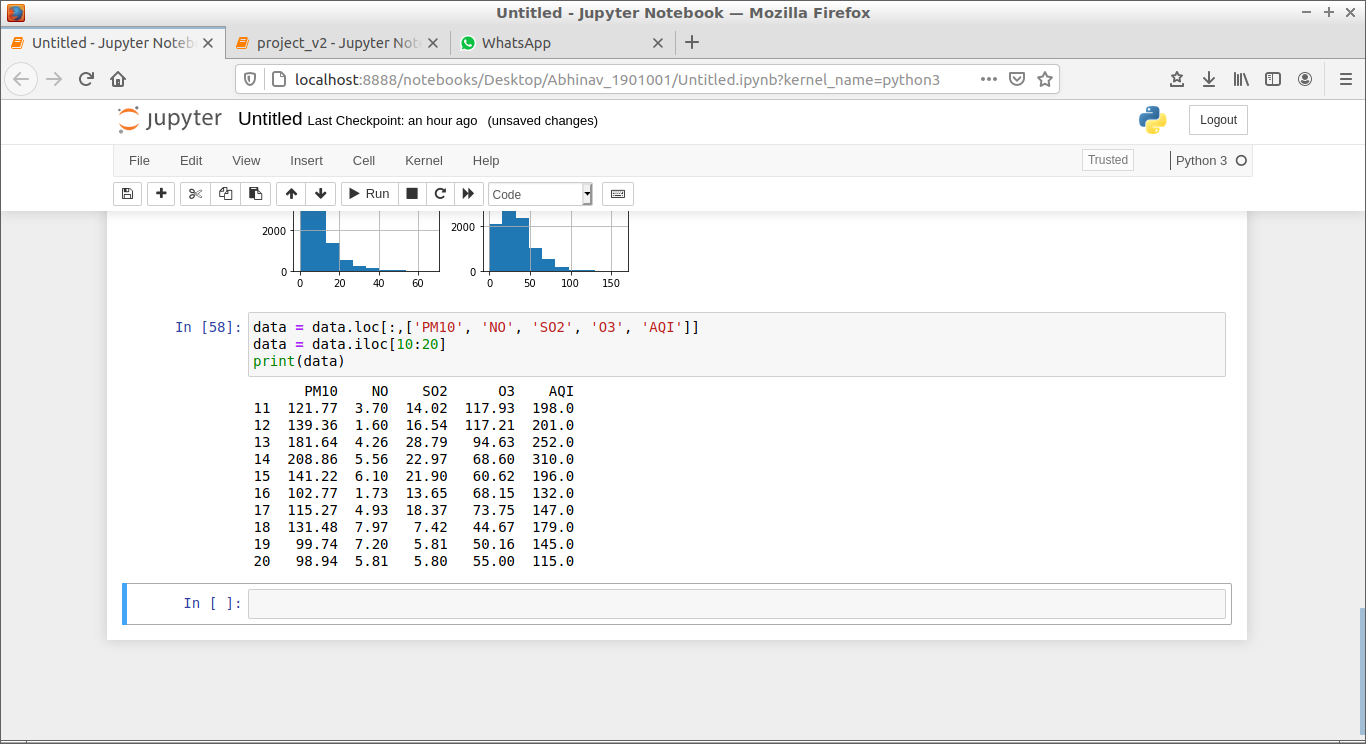 Untitled - Jupyter Notebook — Mozilla Firefox
Untitled - Jupyter Noteb
project_v2 - Jupyter Not
WhatsApp
localhost:8888/notebooks/Desktop/Abhinav_1901001/Untitled.ipynb?kernel_name=python3
jupyter Untitled Last Checkpoint: an hour ago (unsaved changes)
Logout
File Edit View Insert Cell Kernel Help
Trusted
Python 3
Run
Code
2000 2000
0 0
0 20 40 60 0 50 100 150
In [58]: data = data.loc[:,['PM10', 'NO', 'SO2', 'O3', 'AQI']]
data = data.iloc[10:20]
print(data)
PM10 NO SO2 O3 AQI
11 121.77 3.70 14.02 117.93 198.0
12 139.36 1.60 16.54 117.21 201.0
13 181.64 4.26 28.79 94.63 252.0
14 208.86 5.56 22.97 68.60 310.0
15 141.22 6.10 21.90 60.62 196.0
16 102.77 1.73 13.65 68.15 132.0
17 115.27 4.93 18.37 73.75 147.0
18 131.48 7.97 7.42 44.67 179.0
19 99.74 7.20 5.81 50.16 145.0
20 98.94 5.81 5.80 55.00 115.0
In [ ]: